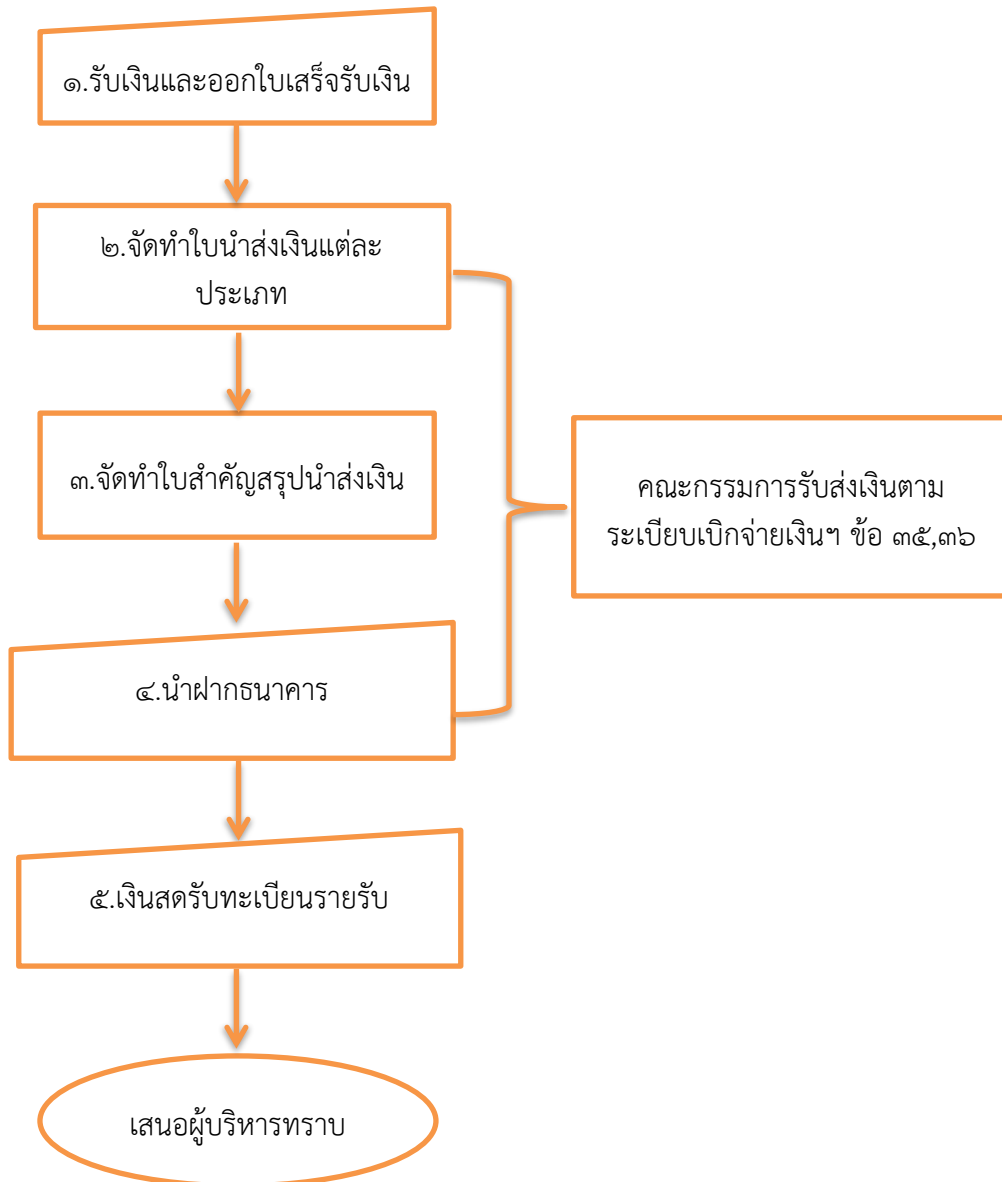 ๑.รับเงินและออกใบเสร็จรับเงิน
๒.จัดทำใบนำส่งเงินแต่ละ
ประเภท
๓.จัดทำใบสำคัญสรุปนำส่งเงิน
คณะกรรมการรับส่งเงินตาม
ระเบียบเบิกจ่ายเงินฯ ข้อ ๓๕,๓๖
๔.นำฝากธนาคาร
๕.เงินสดรับทะเบียนรายรับ
เสนอผู้บริหารทราบ